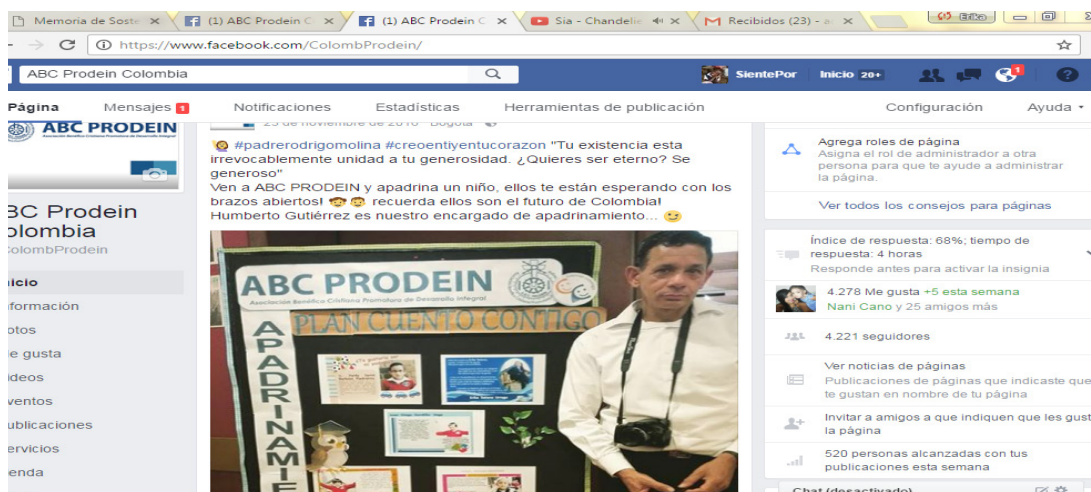 Memoria de Soste
(1) ABC Prodein C
(1) ABC Prodein C
Sia - Chandelie
Recibidos (23) - a
Erika
https://www.facebook.com/ColombProdein/
ABC Prodein Colombia
SientePor
Inicio 20+
1
Página
Mensajes 1
Notificaciones
Estadísticas
Herramientas de publicación
Configuración
Ayuda
ABC PRODEIN
BC Prodein
olombia
ColombProdein
nicio
nformación
otos
e gusta
ideos
ventos
ublicaciones
ervicios
enda
25 de noviembre de 2016 · Bogotá
#padrerodrigomolina #creoentiyentucorazon "Tu existencia esta
irrevocablemente unidad a tu generosidad. ¿Quieres ser eterno? Se
generoso"
Ven a ABC PRODEIN y apadrina un niño, ellos te están esperando con los
brazos abiertos! recuerda ellos son el futuro de Colombia!
Humberto Gutiérrez es nuestro encargado de apadrinamiento...
ABC PRODEIN
Asociación Benéfica Cristiana Promotora de Desarrollo Integral
PLAN CUENTO CONTIGO
APADRINAMIE
Agrega roles de página
Asigna el rol de administrador a otra
persona para que te ayude a administrar
la página.
Ver todos los consejos para páginas
Índice de respuesta: 68%; tiempo de
respuesta: 4 horas
Responde antes para activar la insignia
4.278 Me gusta +5 esta semana
Nani Cano y 25 amigos más
4.221 seguidores
Ver noticias de páginas
Publicaciones de páginas que indicaste que
te gustan en nombre de tu página
Invitar a amigos a que indiquen que les gust
la página
520 personas alcanzadas con tus
publicaciones esta semana
Chat (desactivado)